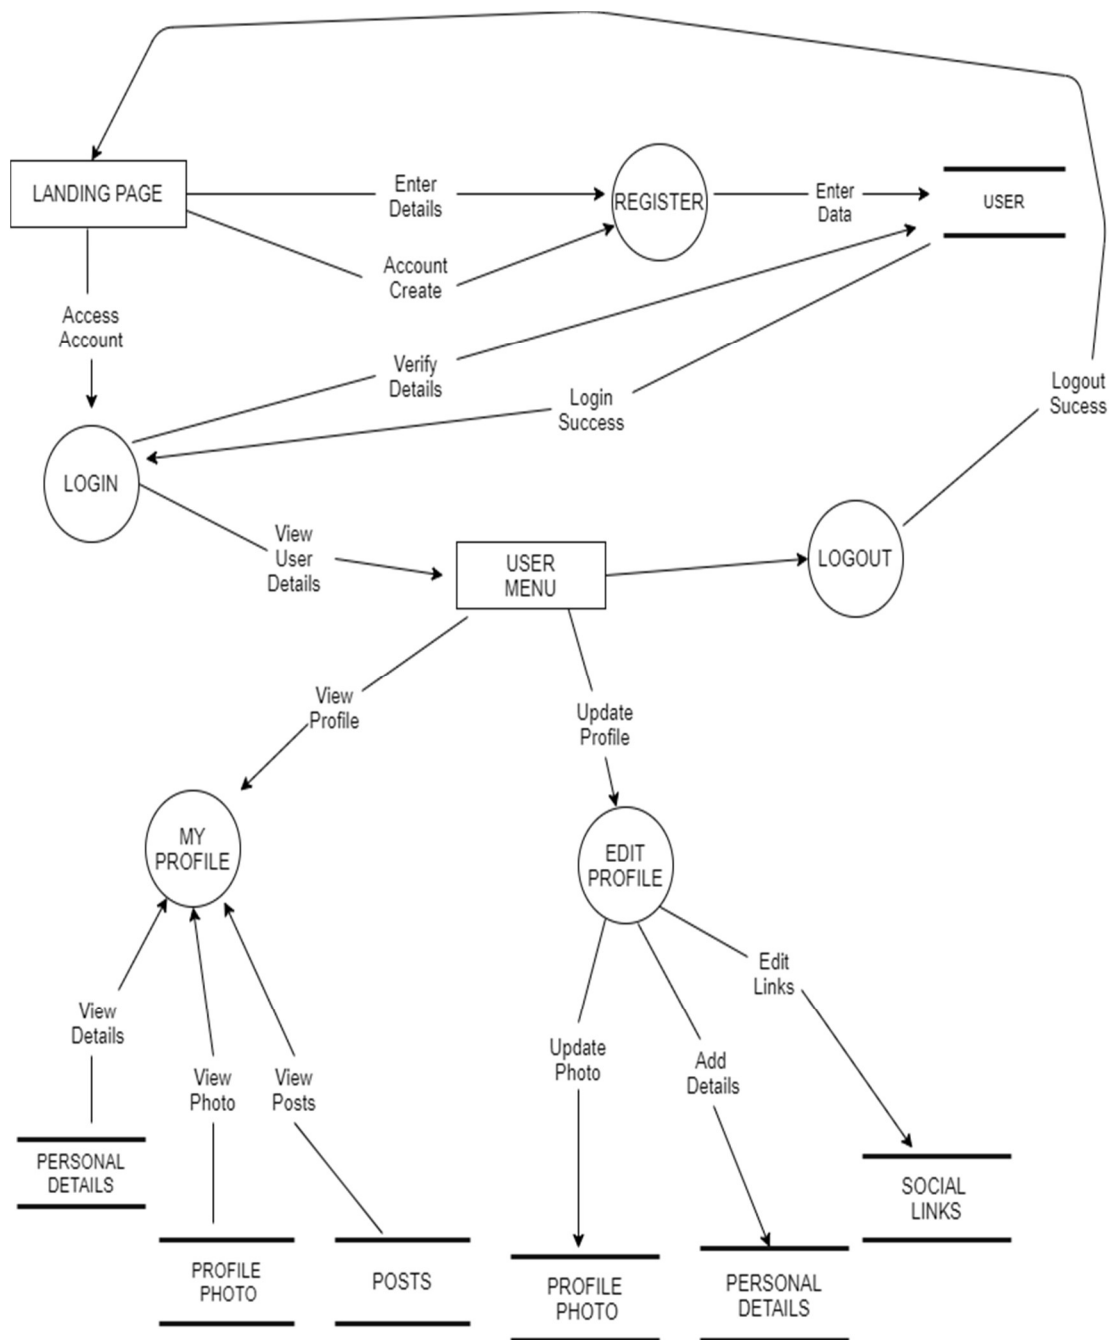 LANDING PAGE
Enter
Details
REGISTER
Enter
Data
USER
Account
Create
Access
Account
Verify
Details
Login
Success
Logout
Sucess
LOGIN
View
User
Details
USER
MENU
LOGOUT
View
Profile
Update
Profile
MY
PROFILE
EDIT
PROFILE
Edit
Links
View
Details
Update
Photo
Add
Details
View
Photo
View
Posts
PERSONAL
DETAILS
SOCIAL
LINKS
PROFILE
PHOTO
POSTS
PROFILE
PHOTO
PERSONAL
DETAILS